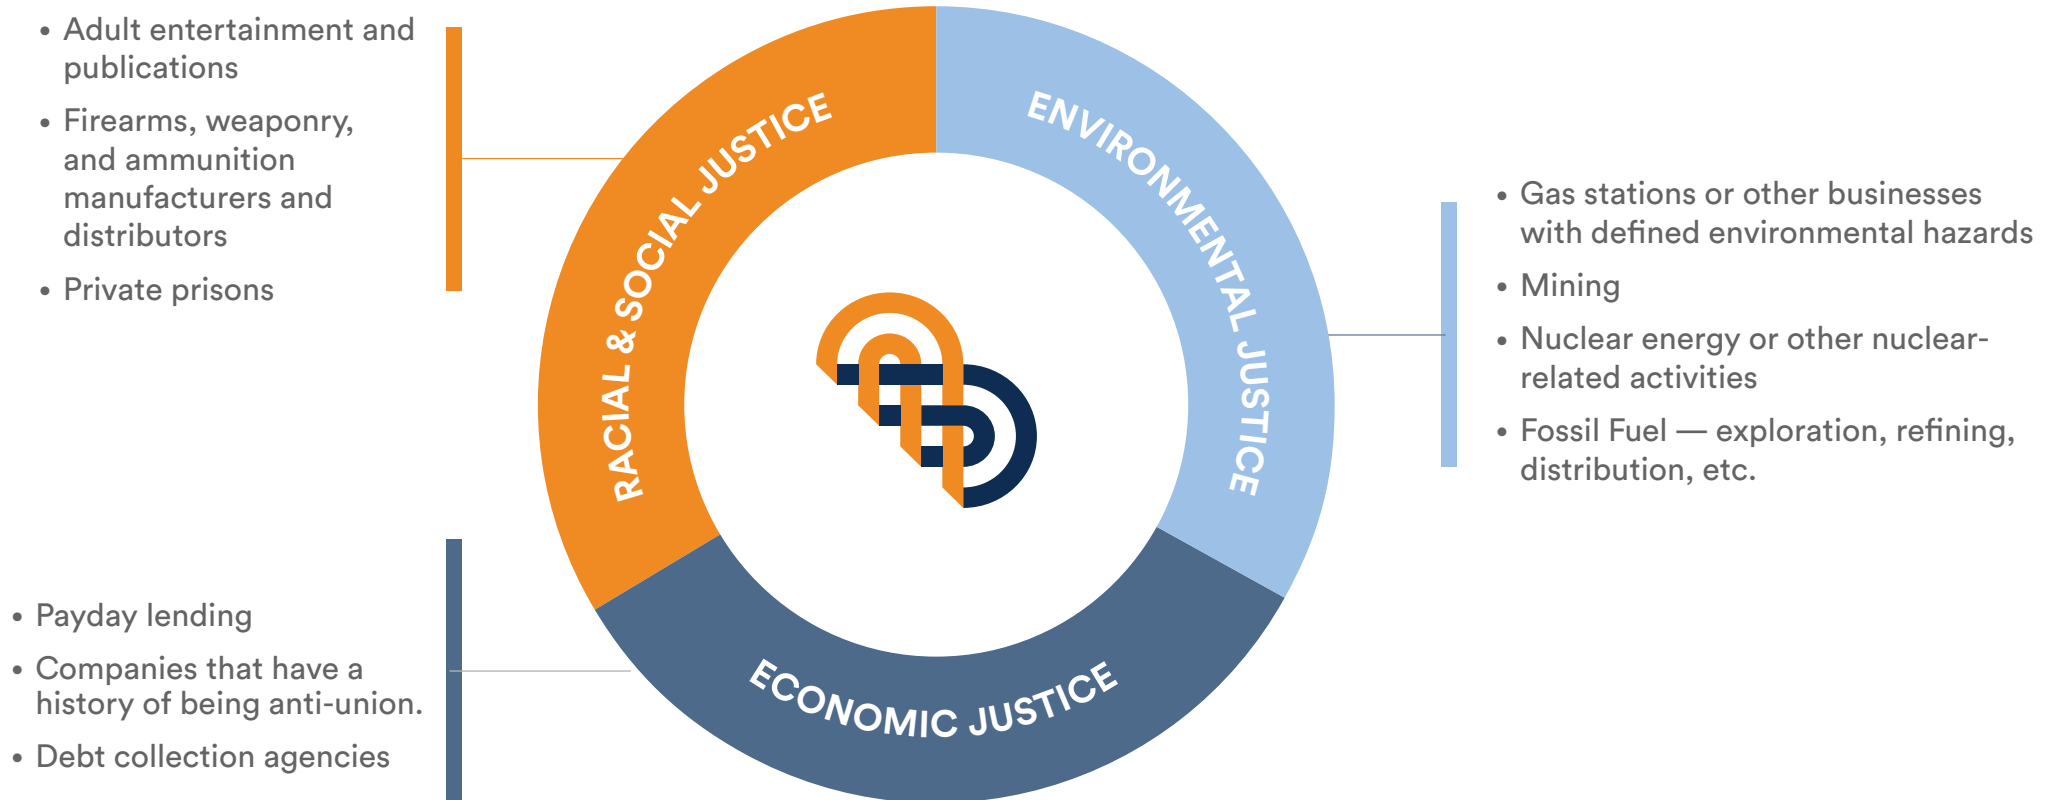 • Adult entertainment and
publications
• Firearms, weaponry,
and ammunition
manufacturers and
distributors
• Private prisons
RACIAL & SOCIAL JUSTICE
ENVIRONMENTAL JUSTICE
• Gas stations or other businesses
with defined environmental hazards
• Mining
• Nuclear energy or other nuclear-
related activities
• Fossil Fuel — exploration, refining,
distribution, etc.
• Payday lending
• Companies that have a
history of being anti-union.
• Debt collection agencies
ECONOMIC JUSTICE